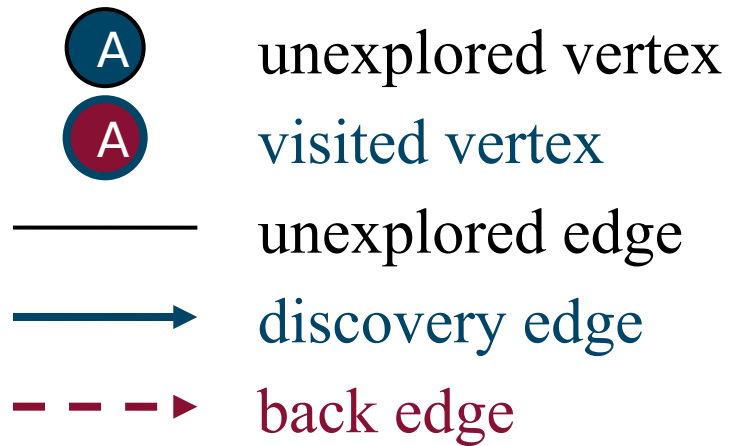 A unexplored vertex
A visited vertex
unexplored edge
discovery edge
back edge